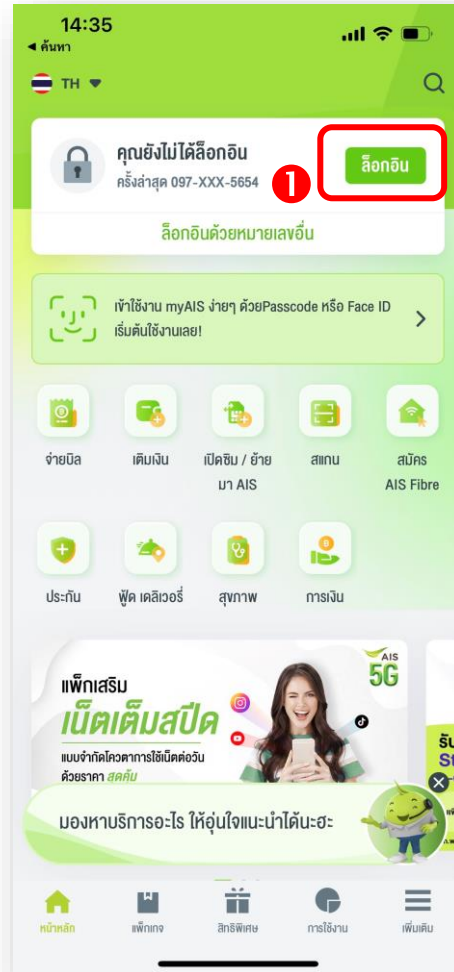 14:35
◀ ค้นหา
TH
คุณยังไม่ได้ล็อกอิน
ครั้งล่าสุด 097-XXX-5654
1
ล็อกอิน
ล็อกอินด้วยหมายเลขอื่น
เข้าใช้งาน myAIS ง่ายๆ ด้วยPasscode หรือ Face ID
เริ่มต้นใช้งานเลย!
จ่ายบิล
เติมเงิน
เปิดซิม / ย้าย
มา AIS
สแกน
สมัคร
AIS Fibre
ประกัน
ฟู้ด เดลิเวอรี่
สุขภาพ
การเงิน
AIS
5G
แพ็กเสริม
เน็ตเต็มสปีด
แบบจำกัดโควตาการใช้เน็ตต่อวัน
ด้วยราคา สุดคุ้ม
มองหาบริการอะไร ให้อุ่นใจแนะนำได้นะฮะ
หน้าหลัก
แพ็กเกจ
สิทธิพิเศษ
การใช้งาน
เพิ่มเติม